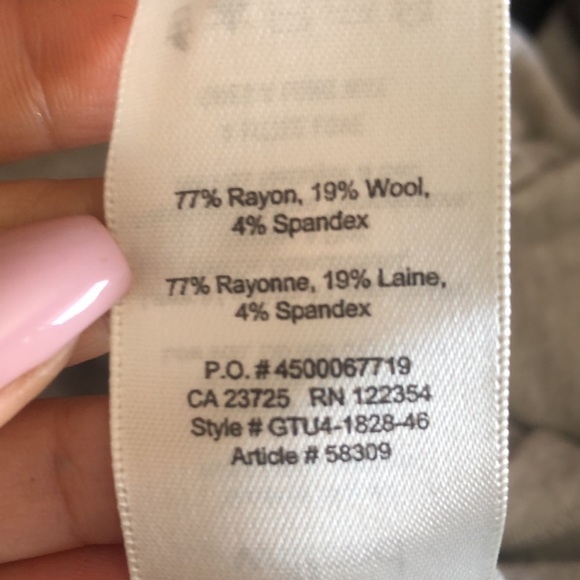 77% Rayon, 19% Wool,
4% Spandex
77% Rayonne, 19% Laine,
4% Spandex
P.O. # 4500067719
CA 23725 RN 122354
Style # GTU4-1828-46
Article # 58309